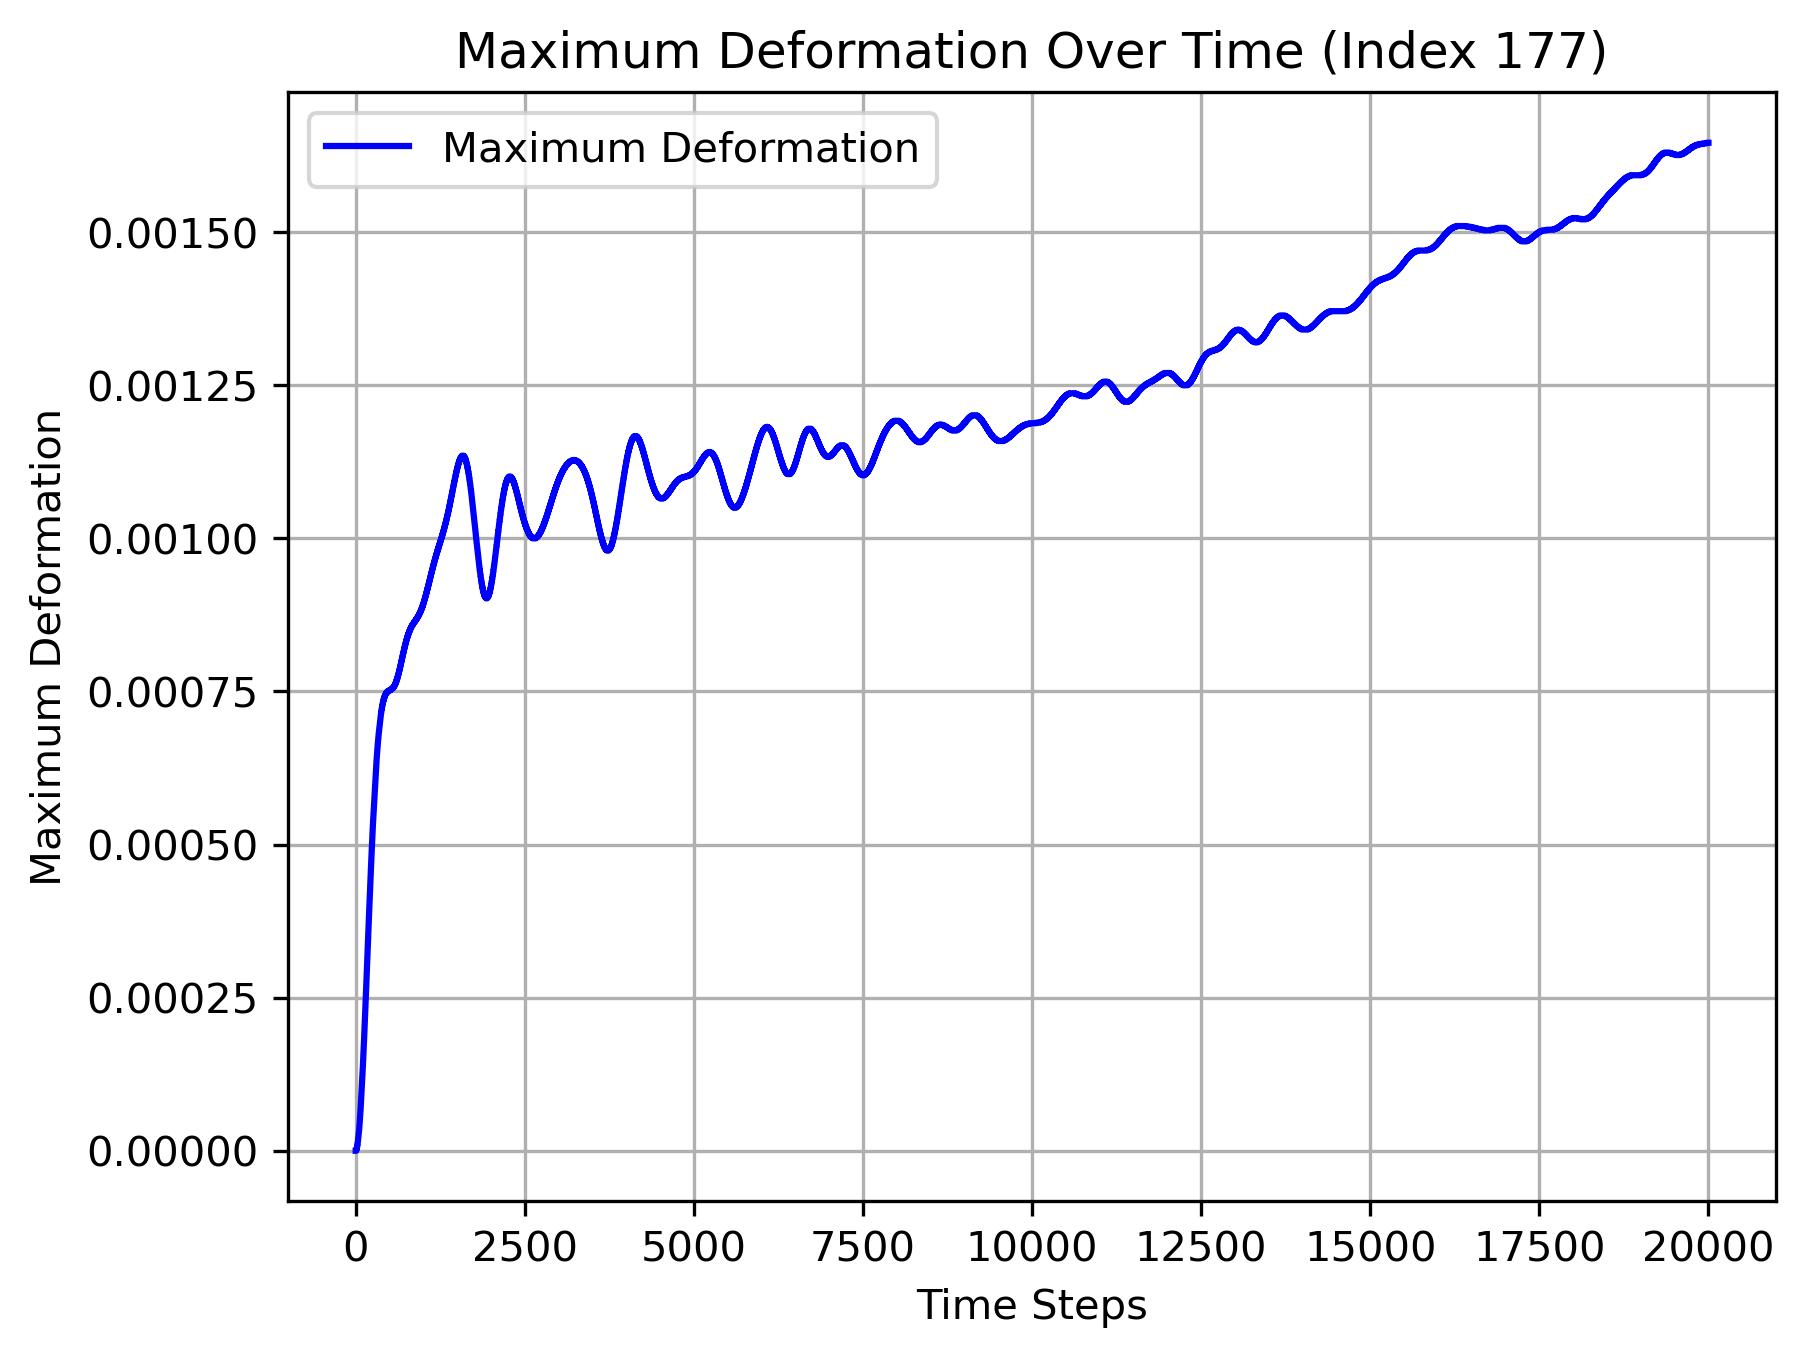 Maximum Deformation Over Time (Index 177)
Maximum Deformation
Maximum Deformation
0.00150
0.00125
0.00100
0.00075
0.00050
0.00025
0.00000
0 2500 5000 7500 10000 12500 15000 17500 20000
Time Steps